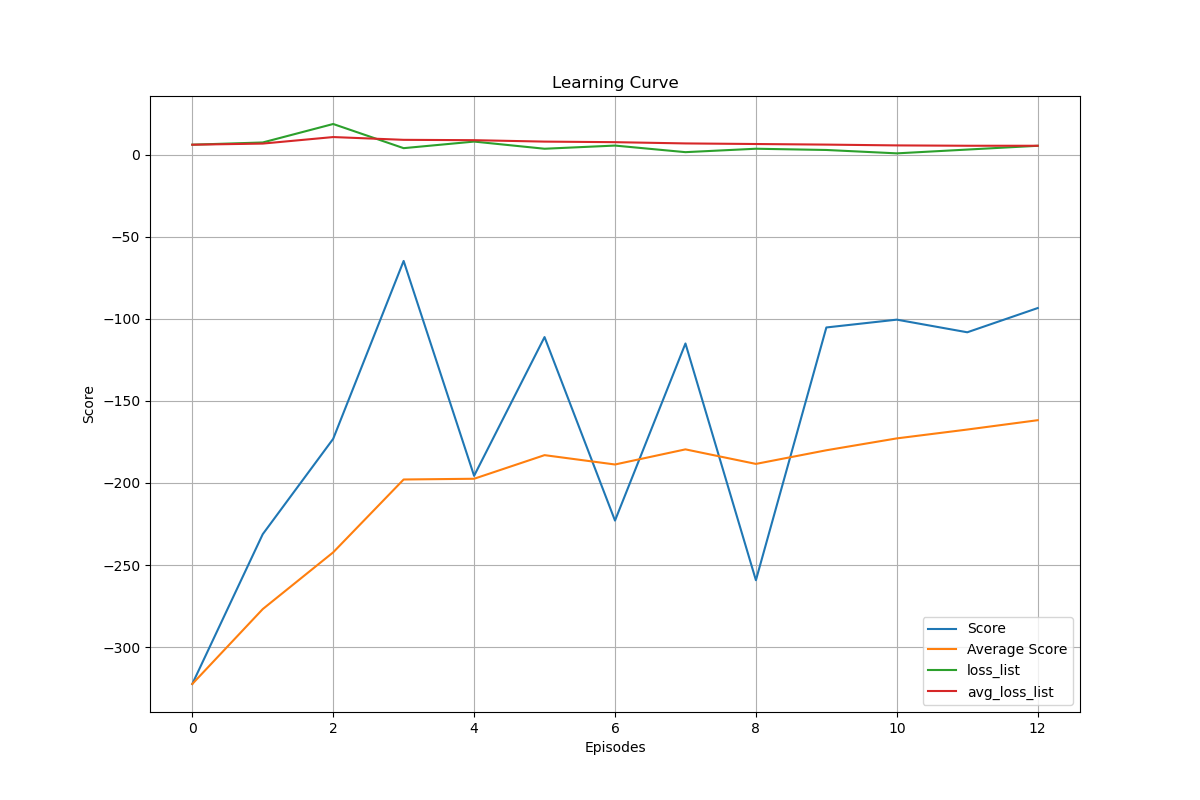 Learning Curve
0
−50
−100
−150
−200
−250
−300
Score
0 2 4 6 8 10 12
Episodes
Score
Average Score
loss_list
avg_loss_list